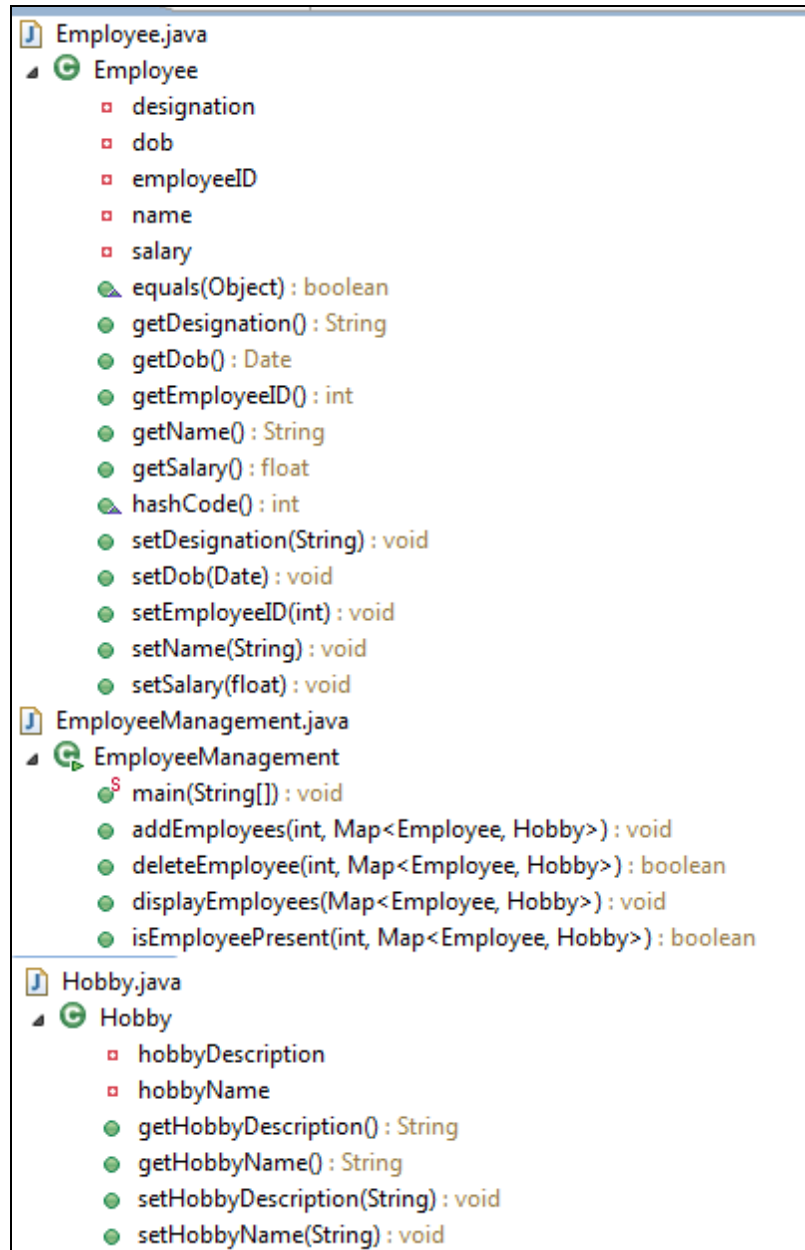 Employee.java
Employee
designation
dob
employeeID
name
salary
equals(Object) : boolean
getDesignation() : String
getDob() : Date
getEmployeeID() : int
getName() : String
getSalary() : float
hashCode() : int
setDesignation(String) : void
setDob(Date) : void
setEmployeeID(int) : void
setName(String) : void
setSalary(float) : void
EmployeeManagement.java
EmployeeManagement
main(String[]) : void
addEmployees(int, Map<Employee, Hobby>) : void
deleteEmployee(int, Map<Employee, Hobby>) : boolean
displayEmployees(Map<Employee, Hobby>) : void
isEmployeePresent(int, Map<Employee, Hobby>) : boolean
Hobby.java
Hobby
hobbyDescription
hobbyName
getHobbyDescription() : String
getHobbyName() : String
setHobbyDescription(String) : void
setHobbyName(String) : void